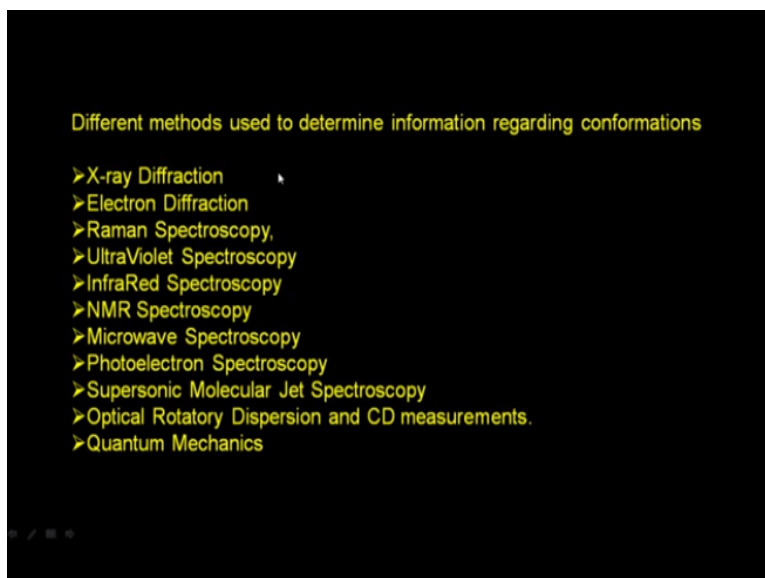 Different methods used to determine information regarding conformations
➢X-ray Diffraction
➢Electron Diffraction
➢Raman Spectroscopy,
➢UltraViolet Spectroscopy
➢InfraRed Spectroscopy
➢NMR Spectroscopy
➢Microwave Spectroscopy
➢Photoelectron Spectroscopy
➢Supersonic Molecular Jet Spectroscopy
➢Optical Rotatory Dispersion and CD measurements.
➢Quantum Mechanics